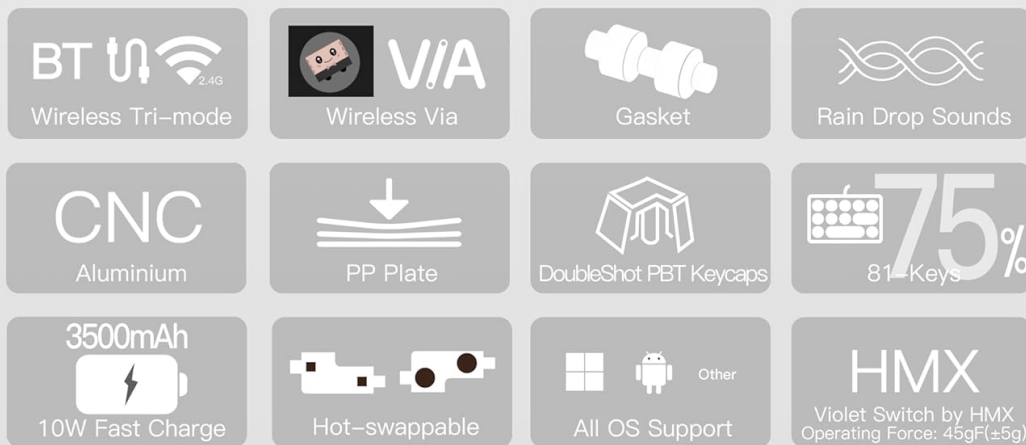 BT
2.4G
Wireless Tri-mode
VIA
Wireless Via
Gasket
Rain Drop Sounds
CNC
Aluminium
PP Plate
DoubleShot PBT Keycaps
75%
81-Keys
3500mAh
10W Fast Charge
Hot-swappable
Other
All OS Support
HMX
Violet Switch by HMX
Operating Force: 45gF(±5g)